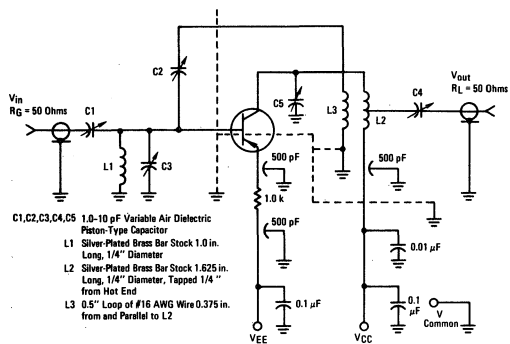 C2
Vin
RG = 50 Ohms
C1
L1
C3
C5
L3
L2
C4
Vout
RL = 50 Ohms
500 pF
1.0 k
500 pF
500 pF
0.01 μF
0.1 μF
0.1
μF
VEE
VCC
V
Common
C1,C2,C3,C4,C5 1.0-10 pF Variable Air Dielectric
Piston-Type Capacitor
L1 Silver-Plated Brass Bar Stock 1.0 in.
Long, 1/4" Diameter
L2 Silver-Plated Brass Bar Stock 1.625 in.
Long, 1/4" Diameter, Tapped 1/4 "
from Hot End
L3 0.5" Loop of #16 AWG Wire 0.375 in.
from and Parallel to L2